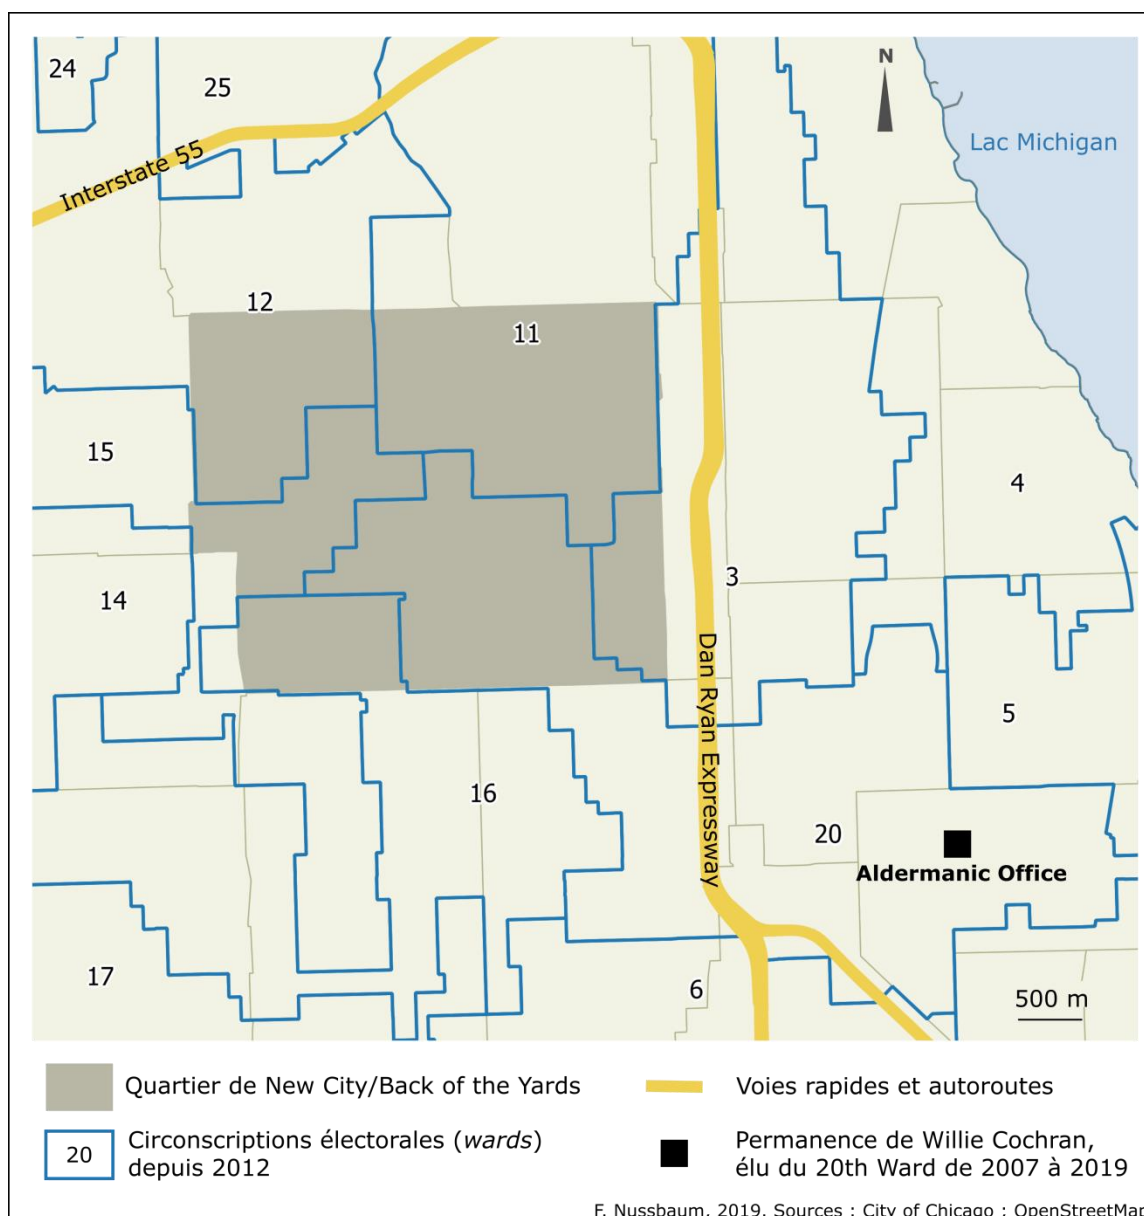 24
25
N
Lac Michigan
Interstate 55
12
11
15
4
14
3
Dan Ryan Expressway
5
16
20
Aldermanic Office
17
6
500 m
Quartier de New City/Back of the Yards
Voies rapides et autoroutes
20
Circonscriptions électorales (wards)
depuis 2012
Permanence de Willie Cochran,
élu du 20th Ward de 2007 à 2019
F. Nussbaum, 2019. Sources : City of Chicago ; OpenStreetMap